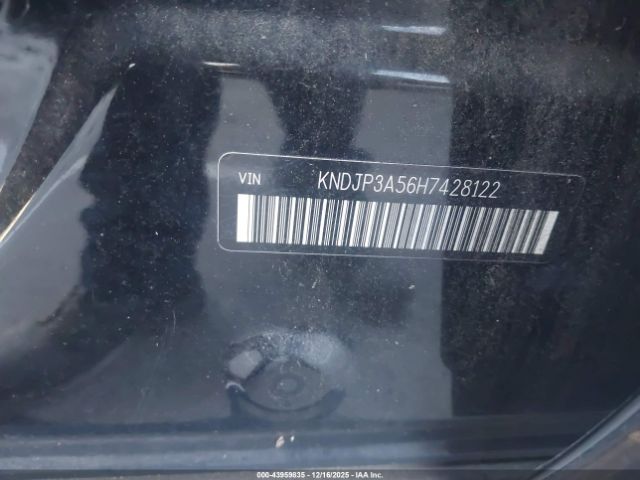 VIN KNDJP3A56H7428122
000-43959835 - 12/16/2025 - IAA Inc.